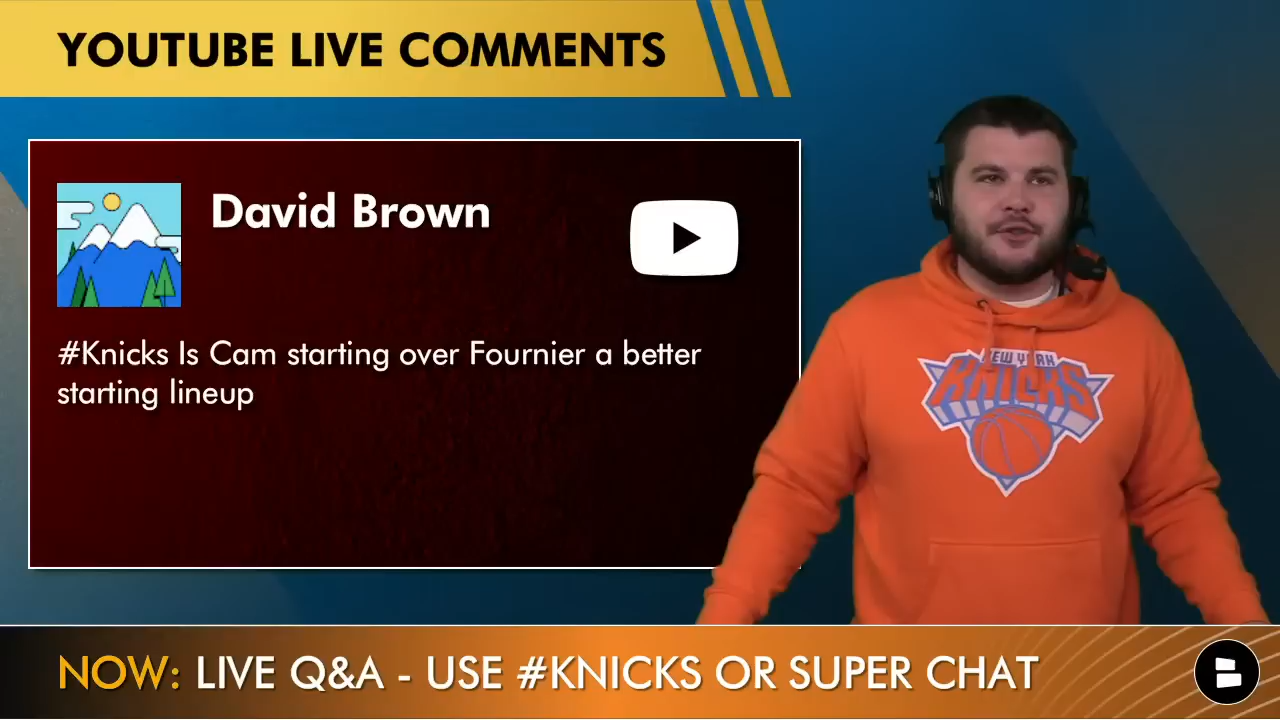 YOUTUBE LIVE COMMENTS
David Brown
#Knicks Is Cam starting over Fournier a better
starting lineup
NEW YORK
KNICKS
NOW: LIVE Q&A - USE #KNICKS OR SUPER CHAT